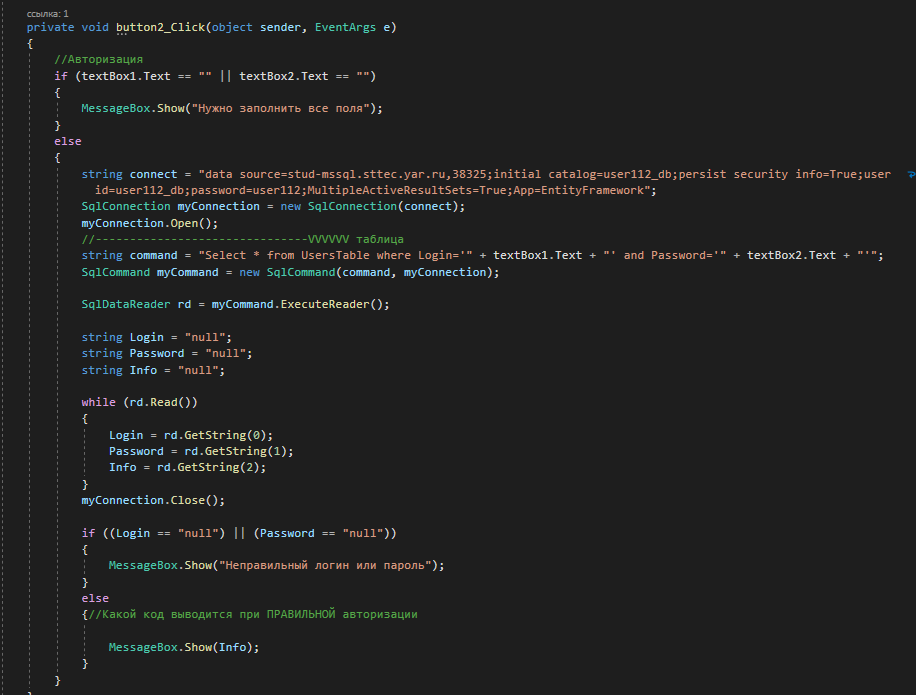 ссылка: 1
private void button2_Click(object sender, EventArgs e)
{
//Авторизация
if (textBox1.Text == "" || textBox2.Text == "")
{
MessageBox.Show("Нужно заполнить все поля");
}
else
{
string connect = "data source=stud-mssql.sttec.yar.ru,38325;initial catalog=user112_db;persist security info=True;user
id=user112_db;password=user112;MultipleActiveResultSets=True;App=EntityFramework";
SqlConnection myConnection = new SqlConnection(connect);
myConnection.Open();
//-------------------------------VVVVVV таблица
string command = "Select * from UsersTable where Login='" + textBox1.Text + "' and Password='" + textBox2.Text + "'";
SqlCommand myCommand = new SqlCommand(command, myConnection);
SqlDataReader rd = myCommand.ExecuteReader();
string Login = "null";
string Password = "null";
string Info = "null";
while (rd.Read())
{
Login = rd.GetString(0);
Password = rd.GetString(1);
Info = rd.GetString(2);
}
myConnection.Close();
if ((Login == "null") || (Password == "null"))
{
MessageBox.Show("Неправильный логин или пароль");
}
else
{//Какой код выводится при ПРАВИЛЬНОЙ авторизации
MessageBox.Show(Info);
}
}
}